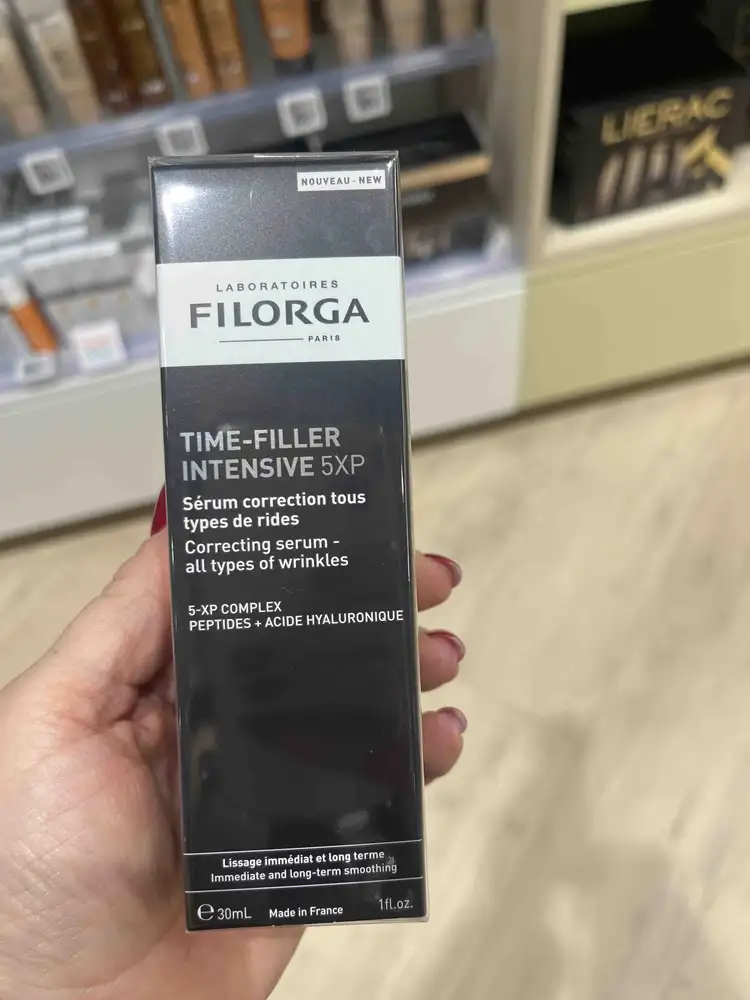 LIERAC
NOUVEAU - NEW
LABORATOIRES
FILORGA
PARIS
TIME-FILLER
INTENSIVE 5XP
Sérum correction tous
types de rides
Correcting serum -
all types of wrinkles
5-XP COMPLEX
PEPTIDES + ACIDE HYALURONIQUE
Lissage immédiat et long terme
Immediate and long-term smoothing
℮ 30mL Made in France 1fl.oz.